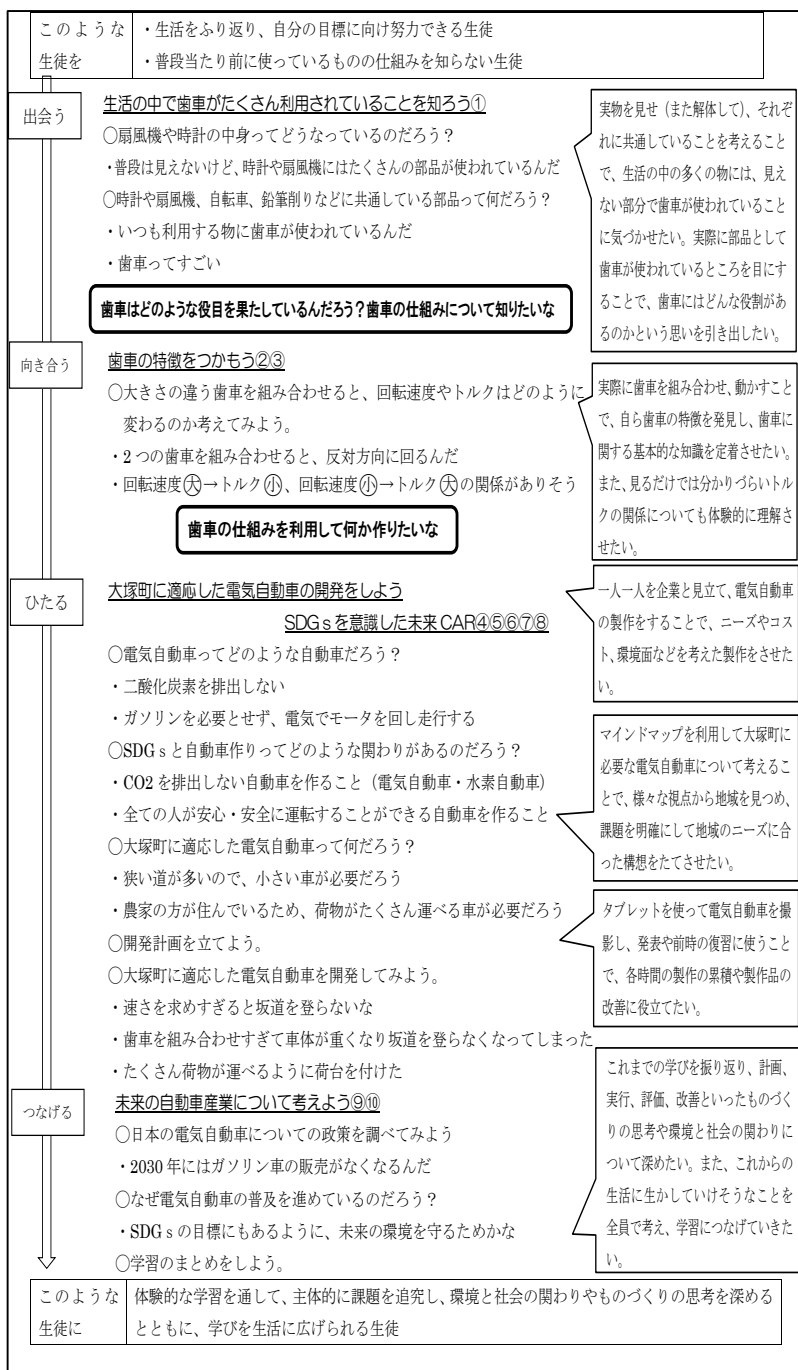 このような
生徒を
・生活をふり返り、自分の目標に向け努力できる生徒
・普段当たり前に使っているものの仕組みを知らない生徒
出会う
生活の中で歯車がたくさん利用されていることを知ろう①
○扇風機や時計の中身ってどうなっているのだろう？
・普段は見えないけど、時計や扇風機にはたくさんの部品が使われているんだ
○時計や扇風機、自転車、鉛筆削りなどに共通している部品って何だろう？
・いつも利用する物に歯車が使われているんだ
・歯車ってすごい
実物を見せ（また解体して）、それぞ
れに共通していることを考えること
で、生活の中の多くの物には、見え
ない部分で歯車が使われていること
に気づかせたい。実際に部品として
歯車が使われているところを目にす
ることで、歯車にはどんな役割があ
るのかという思いを引き出したい。
歯車はどのような役目を果たしているんだろう？歯車の仕組みについて知りたいな
向き合う
歯車の特徴をつかもう②③
○大きさの違う歯車を組み合わせると、回転速度やトルクはどのように
変わるのか考えてみよう。
・2つの歯車を組み合わせると、反対方向に回るんだ
・回転速度㊤→トルク㊦、回転速度㊦→トルク㊤の関係がありそう
実際に歯車を組み合わせ、動かすこと
で、自ら歯車の特徴を発見し、歯車に
関する基本的な知識を定着させたい。
また、見るだけでは分かりづらいトル
クの関係についても体験的に理解さ
せたい。
歯車の仕組みを利用して何か作りたいな
ひたる
大塚町に適応した電気自動車の開発をしよう
SDGsを意識した未来CAR④⑤⑥⑦⑧
○電気自動車ってどのような自動車だろう？
・二酸化炭素を排出しない
・ガソリンを必要とせず、電気でモータを回し走行する
○SDGsと自動車作りってどのような関わりがあるのだろう？
・CO2を排出しない自動車を作ること（電気自動車・水素自動車）
・全ての人が安心・安全に運転することができる自動車を作ること
○大塚町に適応した電気自動車って何だろう？
・狭い道が多いので、小さい車が必要だろう
・農家の方が住んでいるため、荷物がたくさん運べる車が必要だろう
○開発計画を立てよう。
○大塚町に適応した電気自動車を開発してみよう。
・速さを求めすぎると坂道を登らないな
・歯車を組み合わせすぎて車体が重くなり坂道を登らなくなってしまった
・たくさん荷物が運べるように荷台を付けた
一人一人を企業と見立て、電気自動車
の製作をすることで、ニーズやコス
ト、環境面などを考えた製作をさせた
い。
マインドマップを利用して大塚町に
必要な電気自動車について考えるこ
とで、様々な視点から地域を見つめ、
課題を明確にして地域のニーズに合
った構想をたてさせたい。
タブレットを使って電気自動車を撮
影し、発表や前時の復習に使うこと
で、各時間の製作の累積や製作品の
改善に役立てたい。
つなげる
未来の自動車産業について考えよう⑨⑩
○日本の電気自動車についての政策を調べてみよう
・2030年にはガソリン車の販売がなくなるんだ
○なぜ電気自動車の普及を進めているのだろう？
・SDGsの目標にもあるように、未来の環境を守るためかな
○学習のまとめをしよう。
これまでの学びを振り返り、計画、
実行、評価、改善といったものづく
りの思考や環境と社会の関わりに
ついて深めたい。また、これからの
生活に生かしていけそうなことを
全員で考え、学習につなげていきた
い。
このような
生徒に
体験的な学習を通して、主体的に課題を追究し、環境と社会の関わりやものづくりの思考を深める
とともに、学びを生活に広げられる生徒